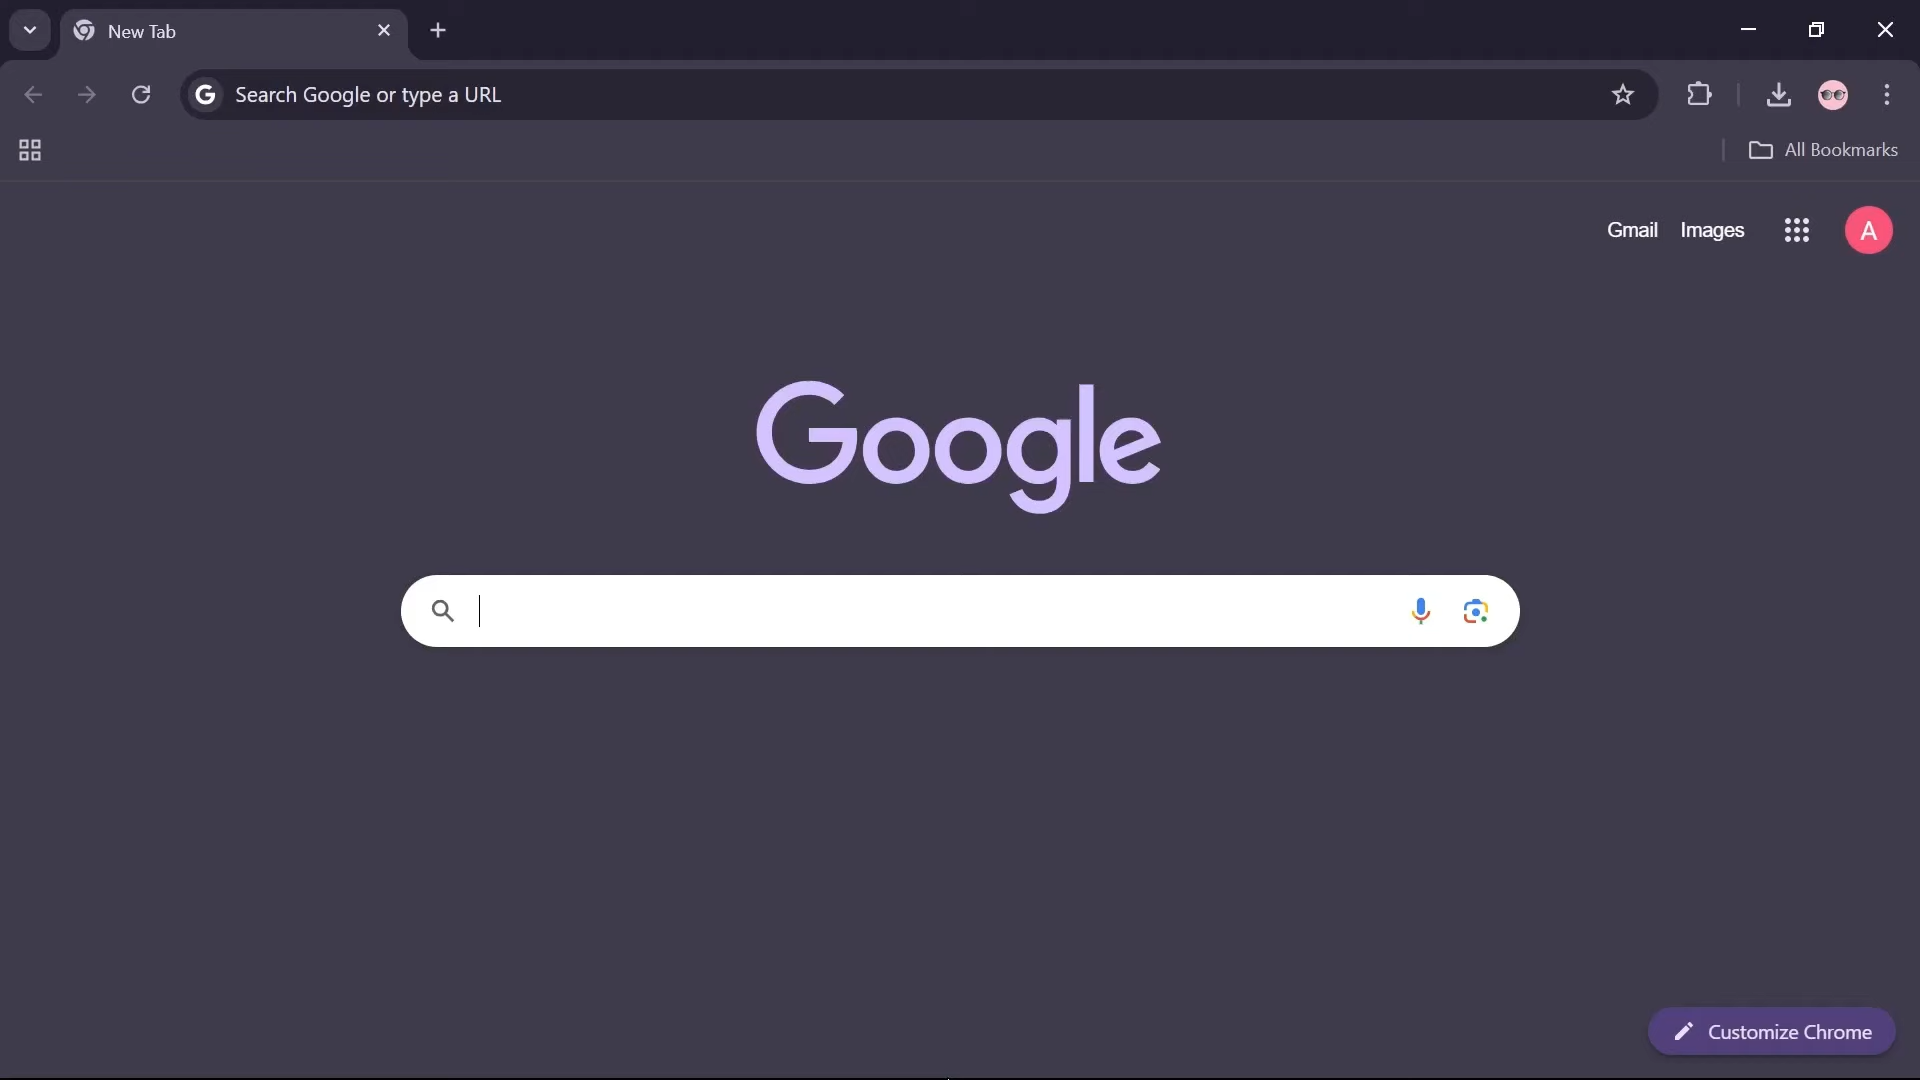 New Tab
Search Google or type a URL
All Bookmarks
Gmail Images
A
Google
Customize Chrome